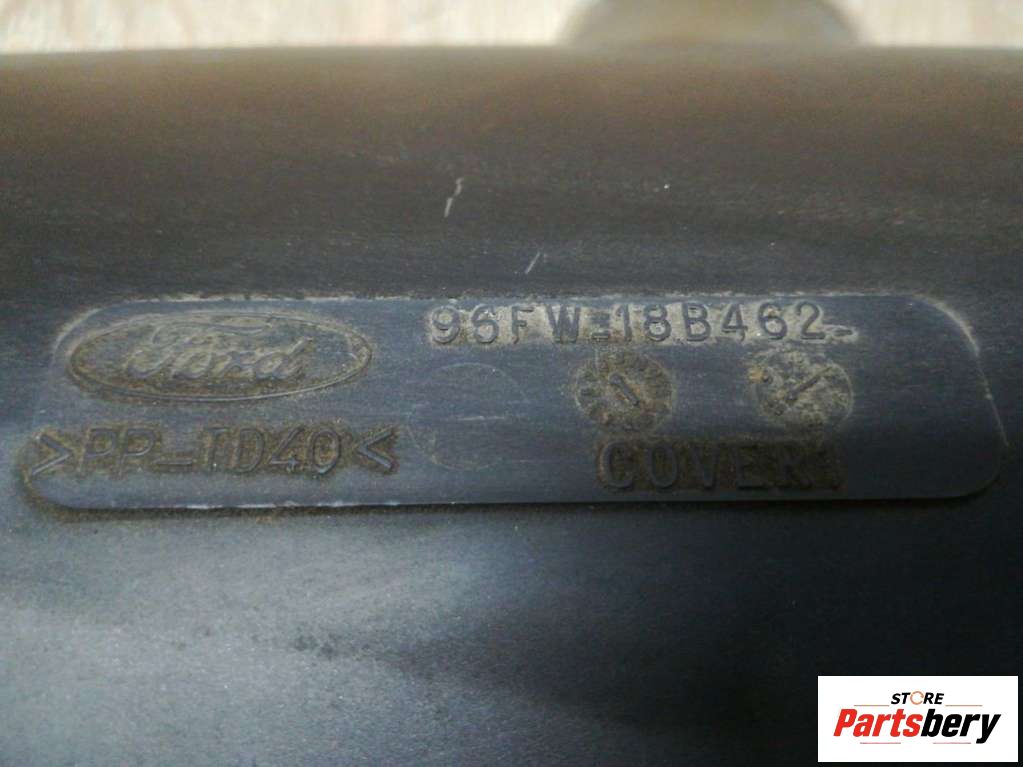 96FW-18B462-
Ford
>PP-TD40<
COVER
STORE
Partsbery